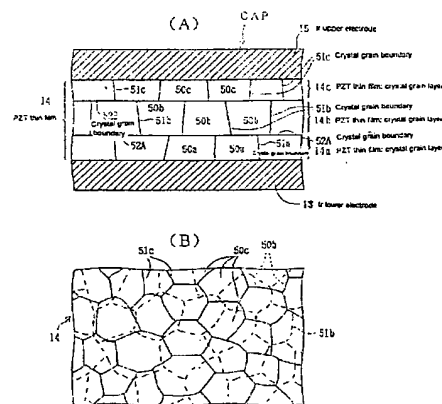 (A)
CAP
15 Ir upper electrode
51c Crystal grain boundary
51c 50c 50c
14c PZT thin film: crystal grain layer
14
PZT thin film
50b
51b 50b 50b
51b Crystal grain boundary
14b PZT thin film: crystal grain layer
Crystal grain boundary
Crystal grain boundary
52A
52A
50a 50a 51a
14a PZT thin film: crystal grain layer
13 Ir lower electrode
(B)
51c 50c 50b
14
51b